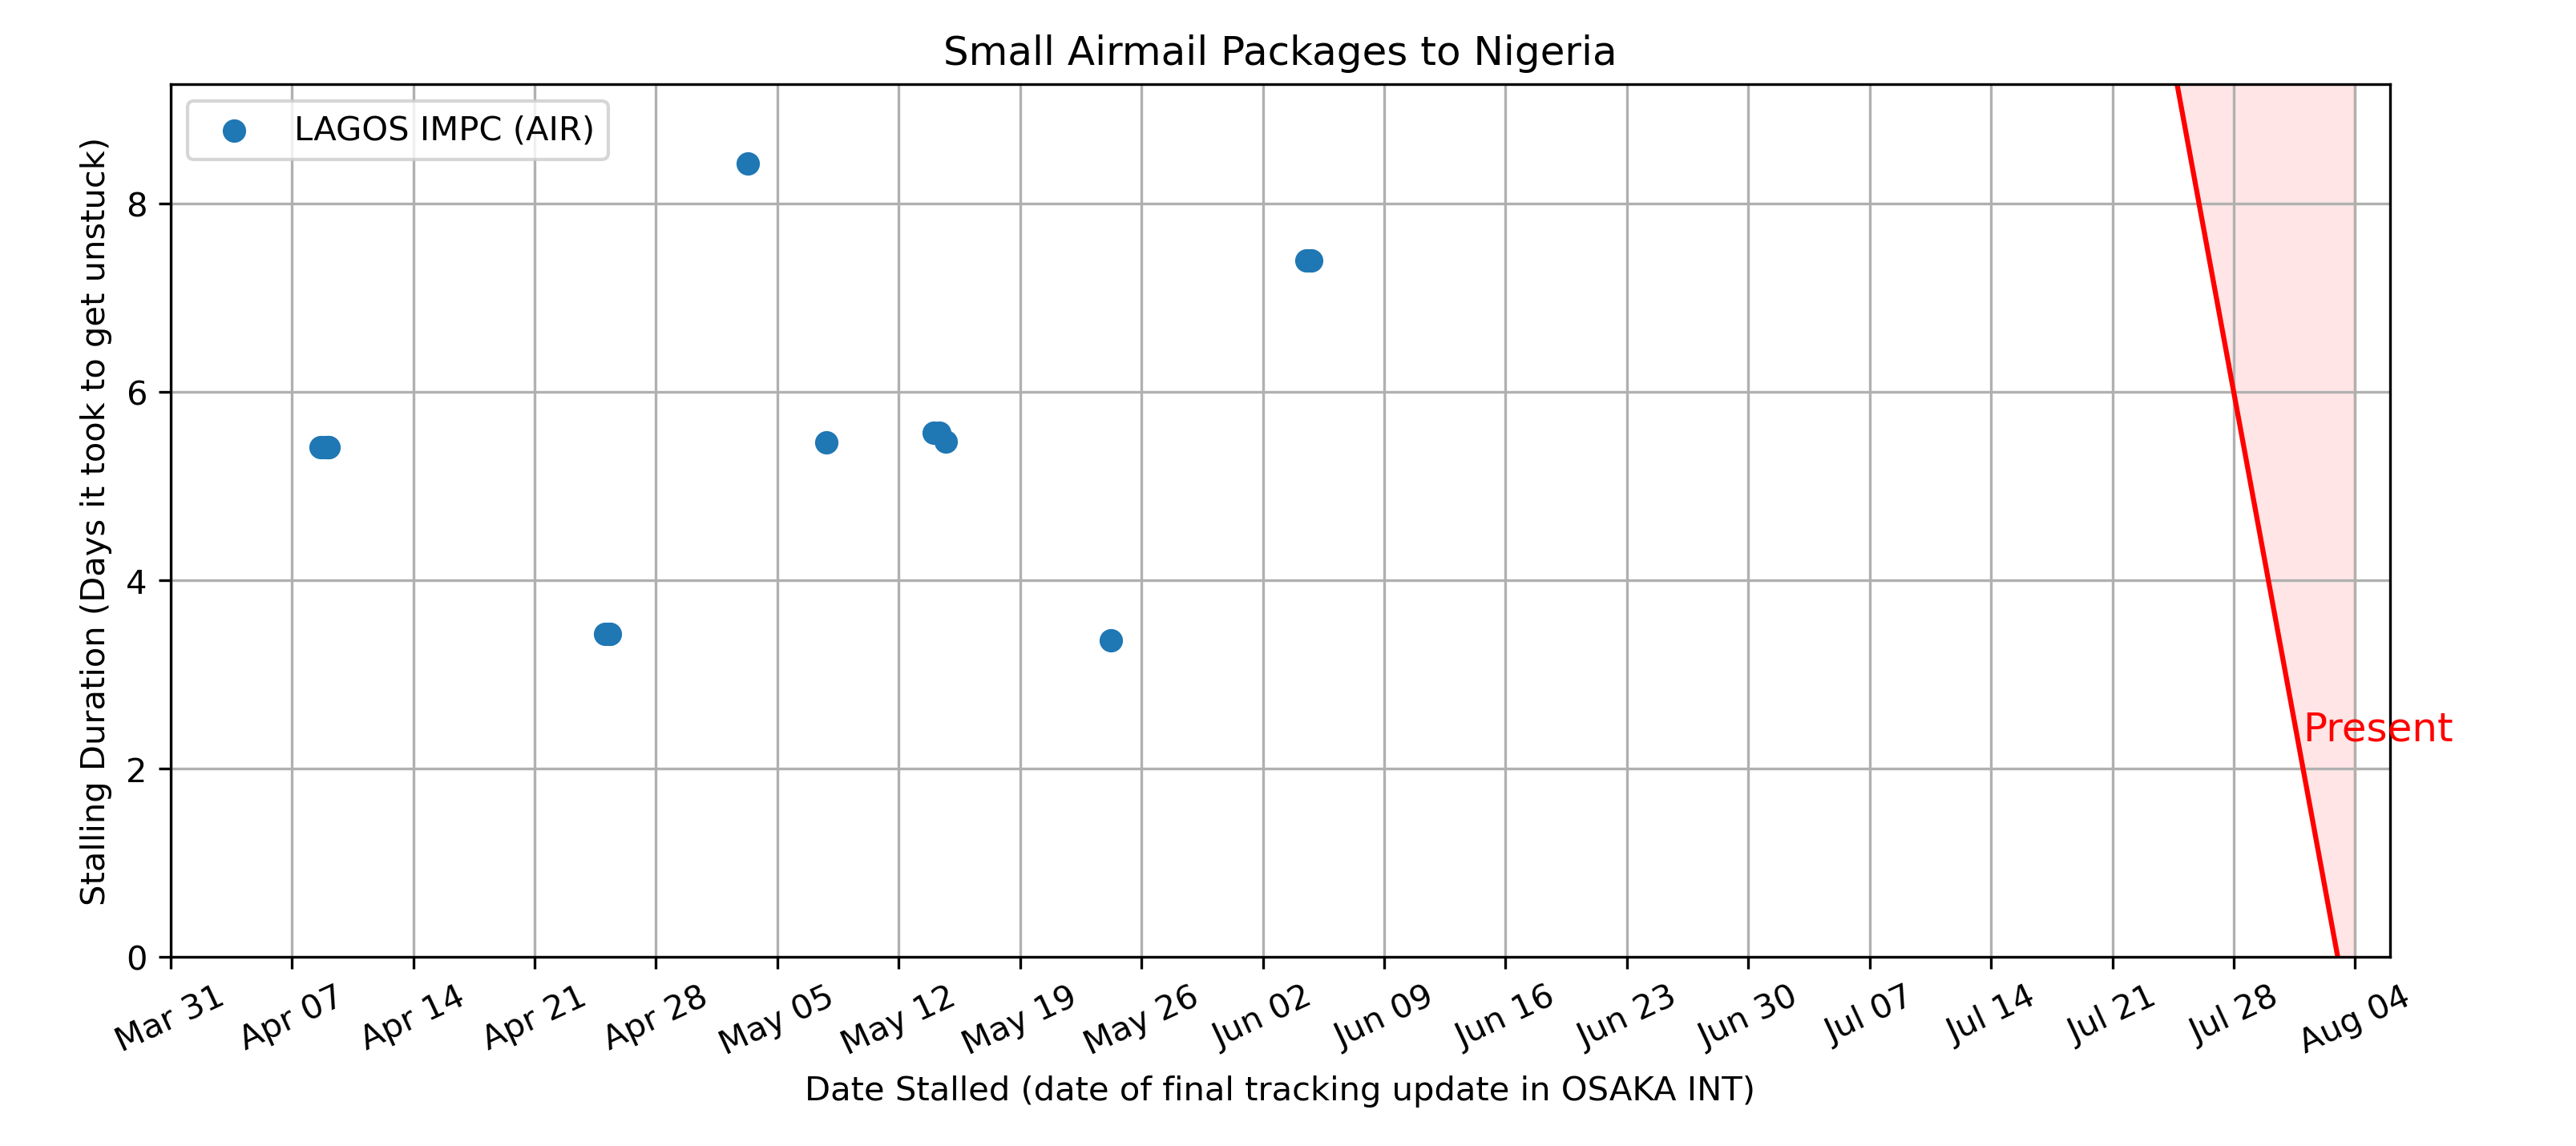 Small Airmail Packages to Nigeria
LAGOS IMPC (AIR)
Stalling Duration (Days it took to get unstuck)
8
6
4
2
0
Present
Mar 31 Apr 07 Apr 14 Apr 21 Apr 28 May 05 May 12 May 19 May 26 Jun 02 Jun 09 Jun 16 Jun 23 Jun 30 Jul 07 Jul 14 Jul 21 Jul 28 Aug 04
Date Stalled (date of final tracking update in OSAKA INT)